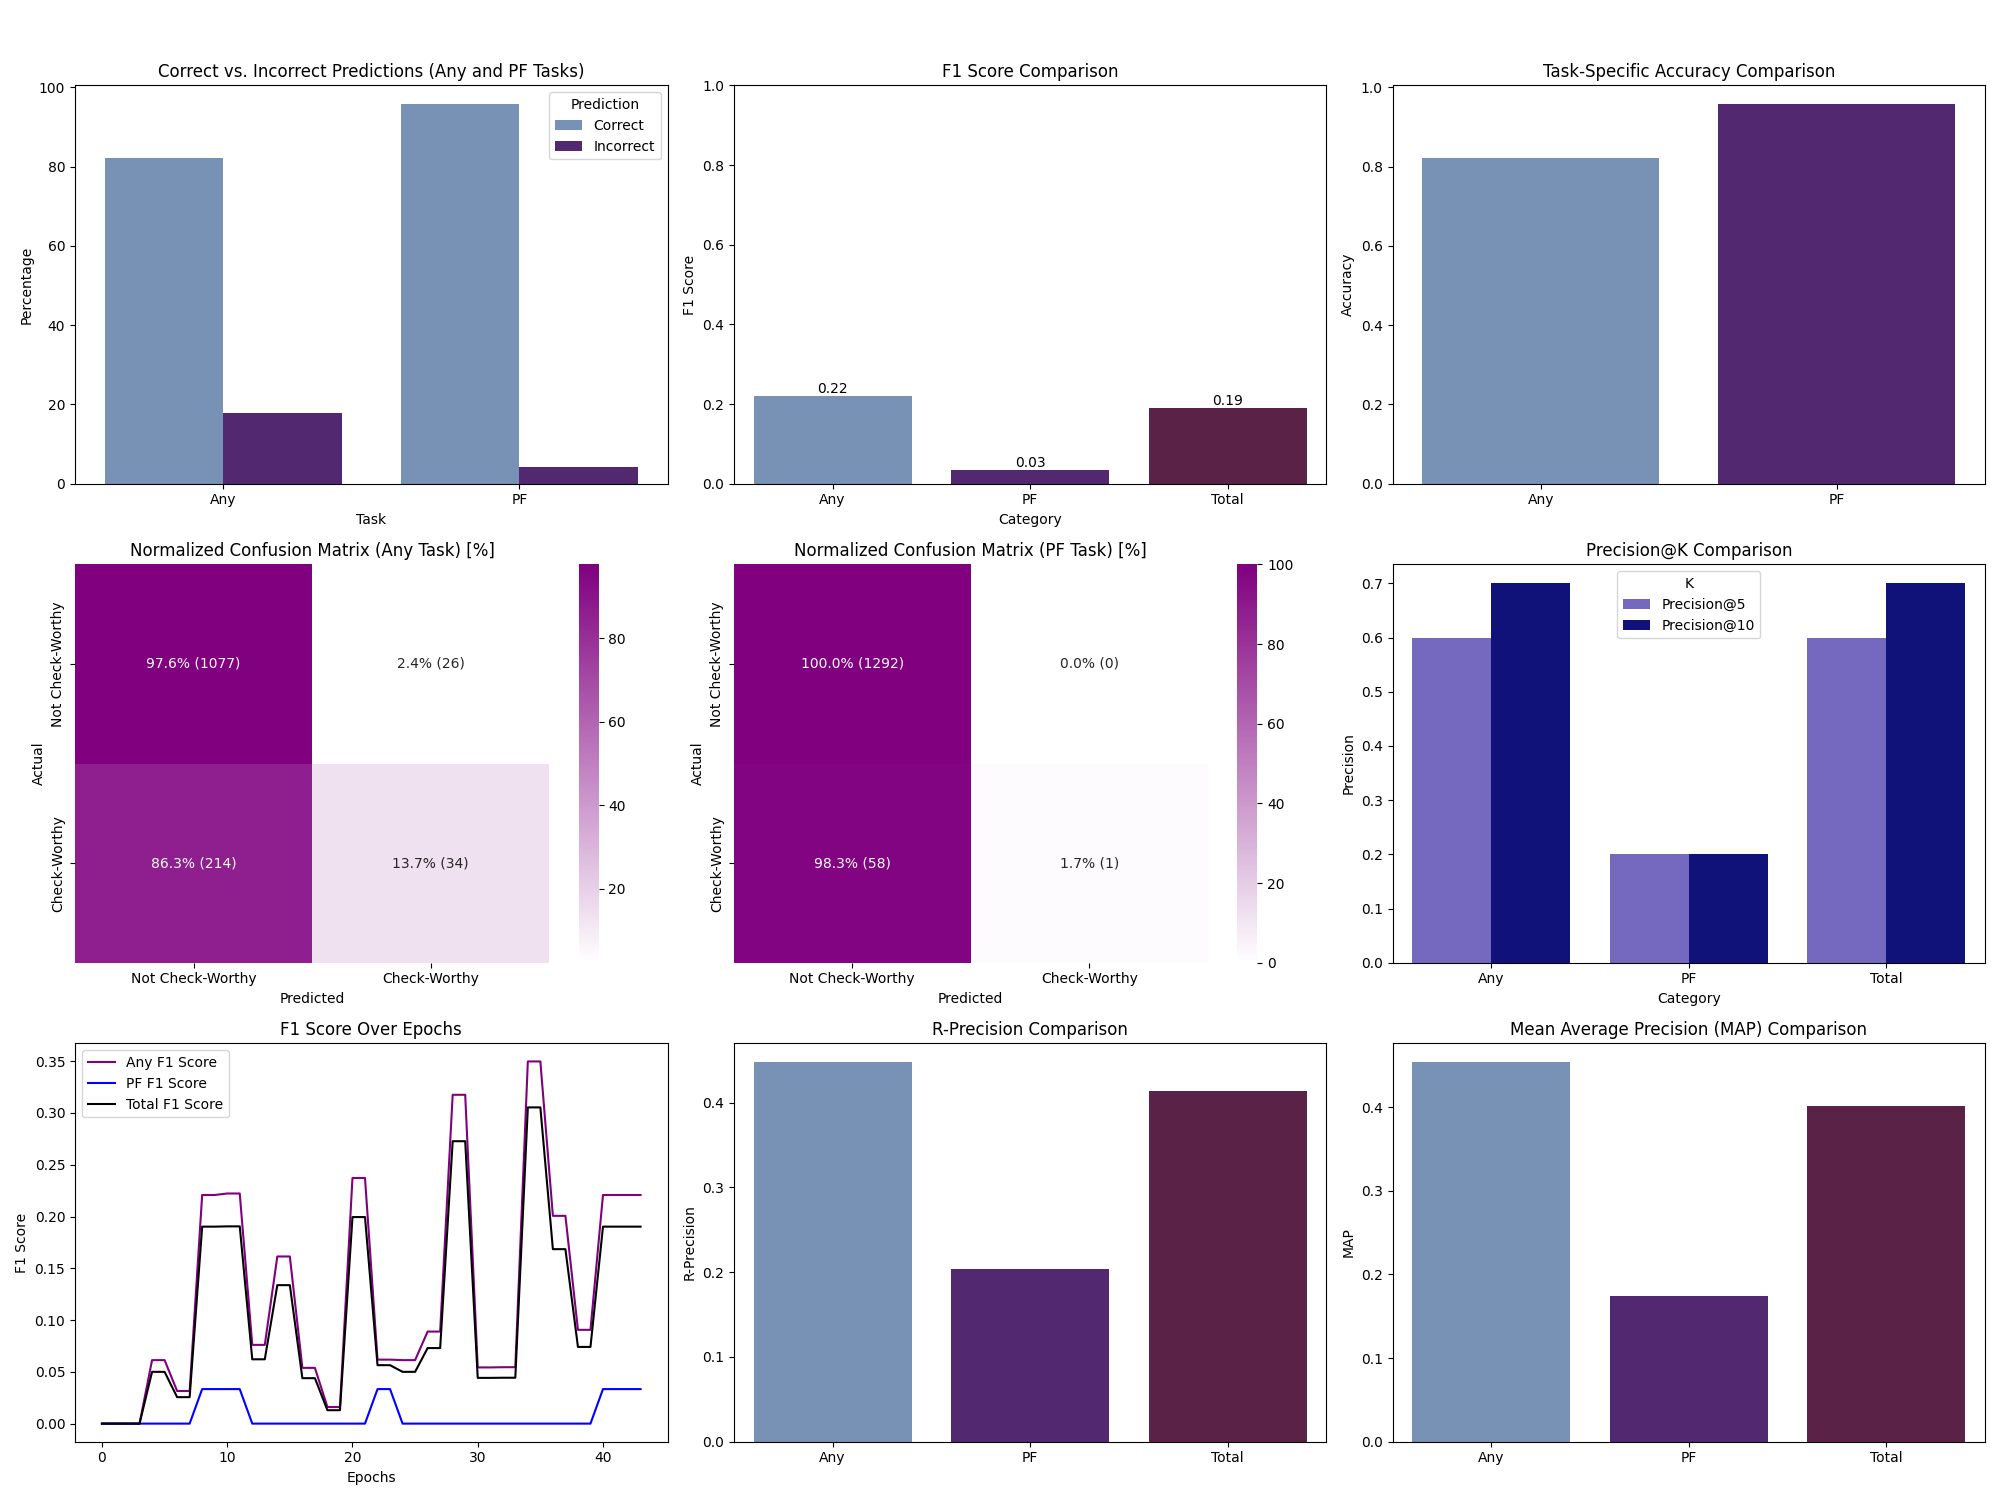 Correct vs. Incorrect Predictions (Any and PF Tasks)
Percentage
100
80
60
40
20
0
Prediction
Correct
Incorrect
Any
PF
Task
F1 Score Comparison
F1 Score
1.0
0.8
0.6
0.4
0.2
0.0
0.22
0.03
0.19
Any
PF
Total
Category
Task-Specific Accuracy Comparison
Accuracy
1.0
0.8
0.6
0.4
0.2
0.0
Any
PF
Normalized Confusion Matrix (Any Task) [%]
Actual
Not Check-Worthy
Check-Worthy
97.6% (1077)
2.4% (26)
86.3% (214)
13.7% (34)
Not Check-Worthy
Check-Worthy
Predicted
80
60
40
20
Normalized Confusion Matrix (PF Task) [%]
Actual
Not Check-Worthy
Check-Worthy
100.0% (1292)
0.0% (0)
98.3% (58)
1.7% (1)
Not Check-Worthy
Check-Worthy
Predicted
100
80
60
40
20
0
Precision@K Comparison
Precision
0.7
0.6
0.5
0.4
0.3
0.2
0.1
0.0
K
Precision@5
Precision@10
Any
PF
Total
Category
F1 Score Over Epochs
F1 Score
0.35
0.30
0.25
0.20
0.15
0.10
0.05
0.00
Any F1 Score
PF F1 Score
Total F1 Score
0
10
20
30
40
Epochs
R-Precision Comparison
R-Precision
0.4
0.3
0.2
0.1
0.0
Any
PF
Total
Mean Average Precision (MAP) Comparison
MAP
0.4
0.3
0.2
0.1
0.0
Any
PF
Total